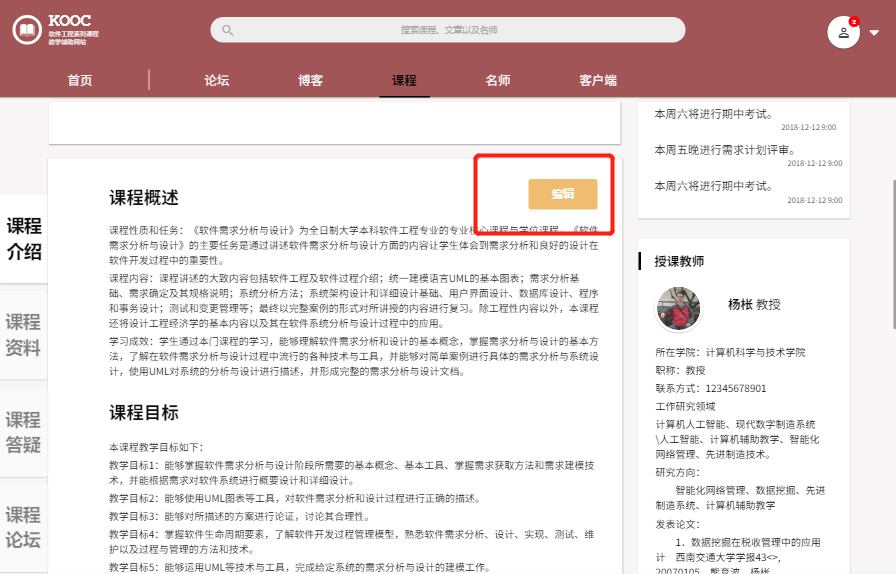 KOOC
软件工程系列课程
教学辅助网站
搜索课程、文章以及名师
2
首页
论坛
博客
课程
名师
客户端
课程
介绍
课程
资料
课程
答疑
课程
论坛
课程概述
编辑
课程性质和任务：《软件需求分析与设计》为全日制大学本科软件工程专业的专业核心课程与学位课程。《软件
需求分析与设计》的主要任务是通过讲述软件需求分析与设计方面的内容让学生体会到需求分析和良好的设计在
软件开发过程中的重要性。
课程内容：课程讲述的大致内容包括软件工程及软件过程介绍；统一建模语言UML的基本图表；需求分析基
础、需求确定及其规格说明；系统分析方法；系统架构设计和详细设计基础、用户界面设计、数据库设计、程序
和事务设计；测试和变更管理等；最终以完整案例的形式对所讲授的内容进行复习。除工程性内容以外，本课程
还将设计工程经济学的基本内容以及其在软件系统分析与设计过程中的应用。
学习成效：学生通过本门课程的学习，能够理解软件需求分析和设计的基本概念，掌握需求分析与设计的基本方
法，了解在软件需求分析与设计过程中流行的各种技术与工具，并能够对简单案例进行具体的需求分析与系统设
计，使用UML对系统的分析与设计进行描述，并形成完整的需求分析与设计文档。
课程目标
本课程教学目标如下：
教学目标1：能够掌握软件需求分析与设计阶段所需要的基本概念、基本工具、掌握需求获取方法和需求建模技
术，并能根据需求对软件系统进行概要设计和详细设计。
教学目标2：能够使用UML图表等工具，对软件需求分析和设计过程进行正确的描述。
教学目标3：能够对所描述的方案进行论证，讨论其合理性。
教学目标4：掌握软件生命周期要素，了解软件开发过程管理模型，熟悉软件需求分析、设计、实现、测试、维
护以及过程与管理的方法和技术。
教学目标5：能够运用UML等技术与工具，完成给定系统的需求分析与设计的建模工作。
本周六将进行期中考试。
2018-12-12 9:00
本周五晚进行需求计划评审。
2018-12-12 9:00
本周六将进行期中考试。
2018-12-12 9:00
授课教师
杨枨 教授
所在学院：计算机科学与技术学院
职称：教授
联系方式：12345678901
工作研究领域
计算机人工智能、现代数字制造系统
\人工智能、计算机辅助教学、智能化
网络管理、先进制造技术。
研究方向：
智能化网络管理、数据挖掘、先进
制造系统、计算机辅助教学
发表论文：
1、数据挖掘在税收管理中的应用
计 西南交通大学学报43<>,
20070105，熊竟波，杨枨